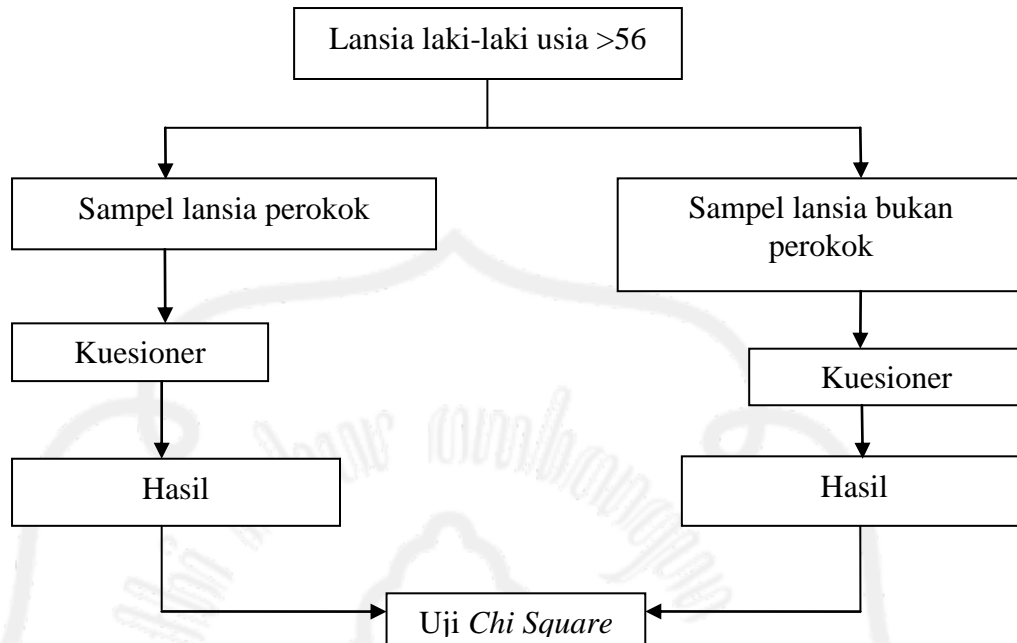 Lansia laki-laki usia >56
Sampel lansia perokok
Sampel lansia bukan
perokok
Kuesioner
Kuesioner
Hasil
Hasil
Uji Chi Square